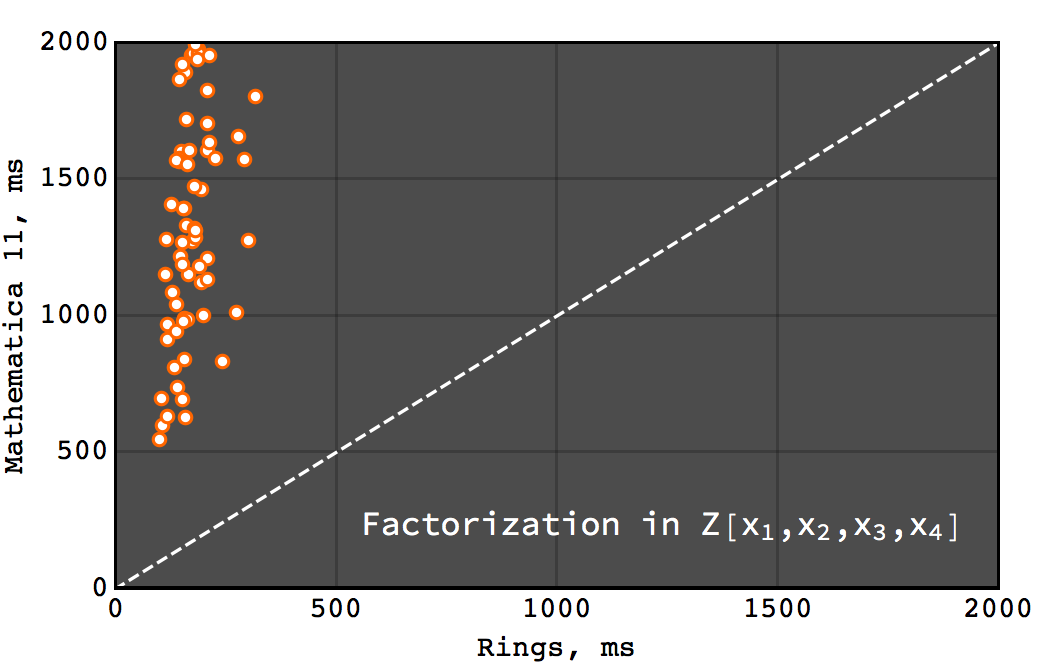 2000
1500
1000
500
0
Mathematica 11, ms
Factorization in Z[x₁,x₂,x₃,x₄]
0 500 1000 1500 2000
Rings, ms